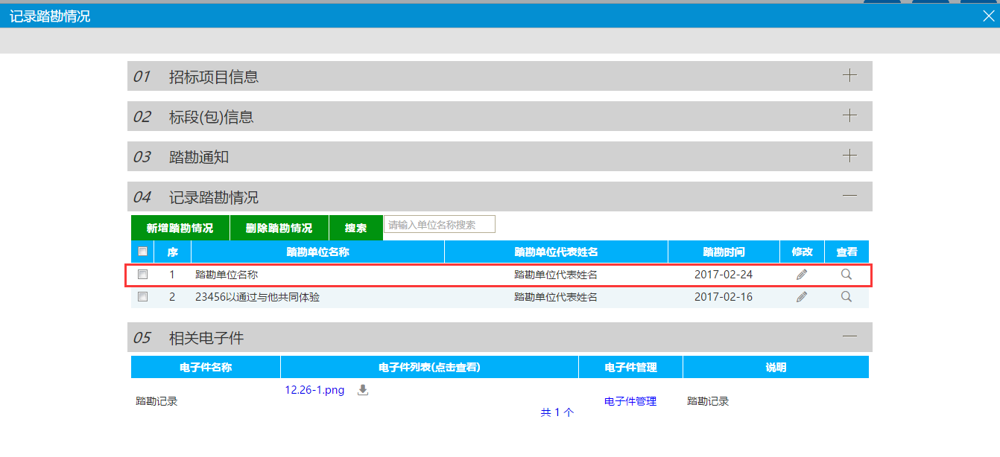 记录踏勘情况
01 招标项目信息
02 标段(包)信息
03 踏勘通知
04 记录踏勘情况
新增踏勘情况 删除踏勘情况 搜索 请输入单位名称搜索
序 踏勘单位名称 踏勘单位代表姓名 踏勘时间 修改 查看
1 踏勘单位名称 踏勘单位代表姓名 2017-02-24
2 23456以通过与他共同体验 踏勘单位代表姓名 2017-02-16
05 相关电子件
电子件名称 电子件列表(点击查看) 电子件管理 说明
12.26-1.png
踏勘记录 电子件管理 踏勘记录
共 1 个